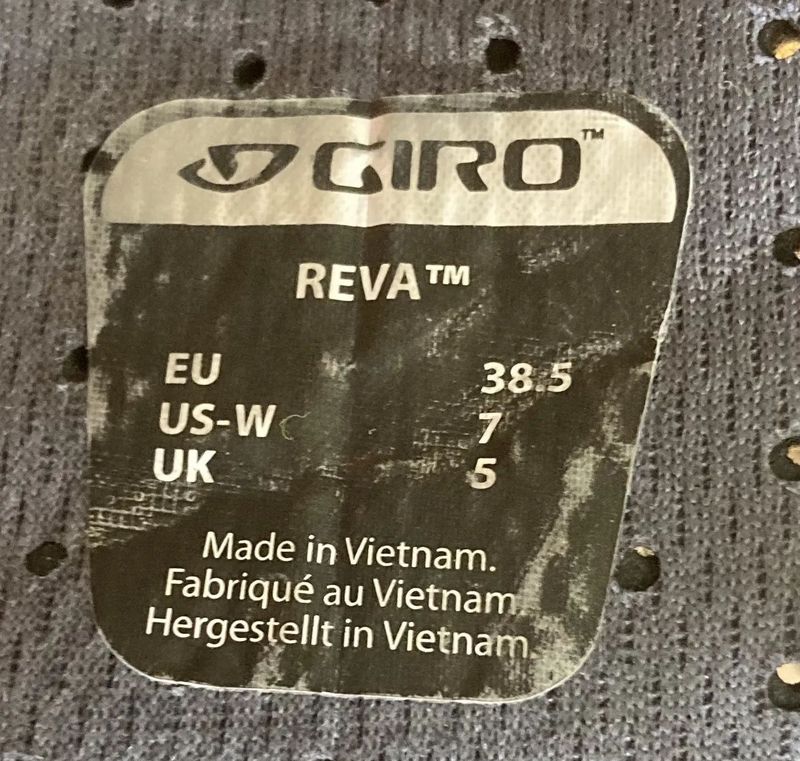 GIRO™
REVA™
EU 38.5
US-W 7
UK 5
Made in Vietnam.
Fabriqué au Vietnam.
Hergestellt in Vietnam.